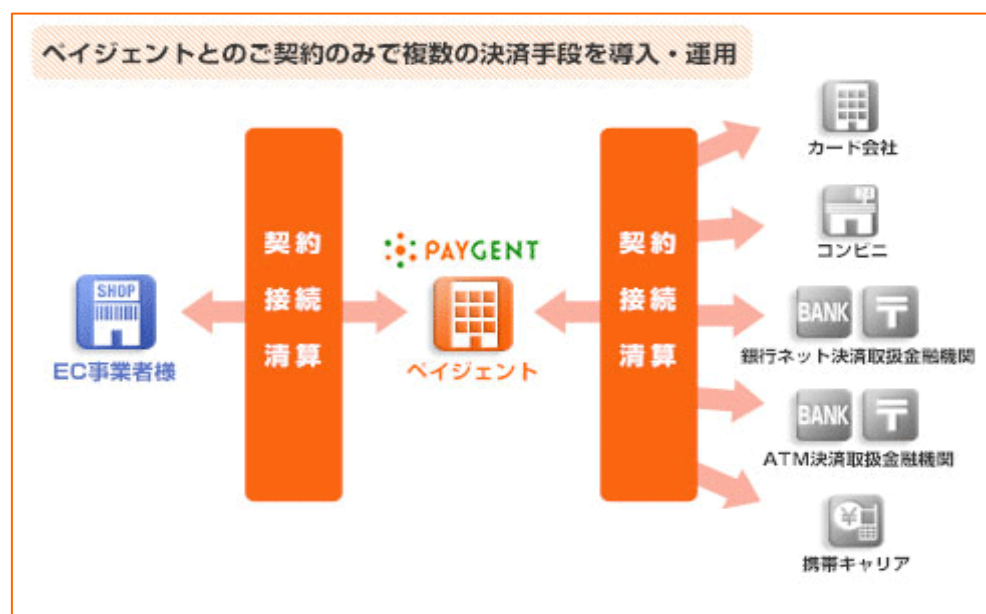 ペイジェントとのご契約のみで複数の決済手段を導入・運用
カード会社
契約
接続
清算
PAYGENT
契約
接続
清算
コンビニ
SHOP
EC事業者様
ペイジェント
BANK 〒
銀行ネット決済取扱金融機関
BANK 〒
ATM決済取扱金融機関
¥
携帯キャリア